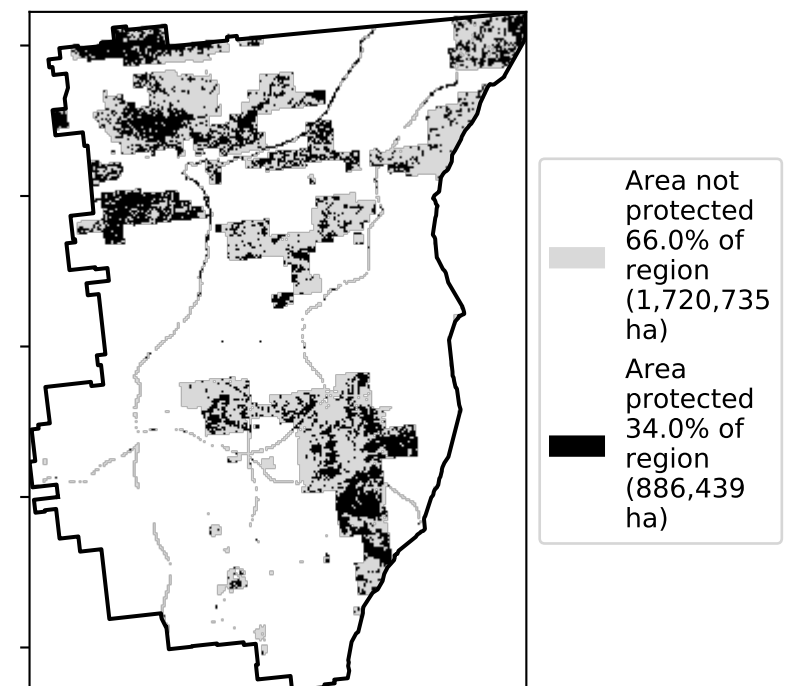 Area not
protected
66.0% of
region
(1,720,735
ha)
Area
protected
34.0% of
region
(886,439
ha)